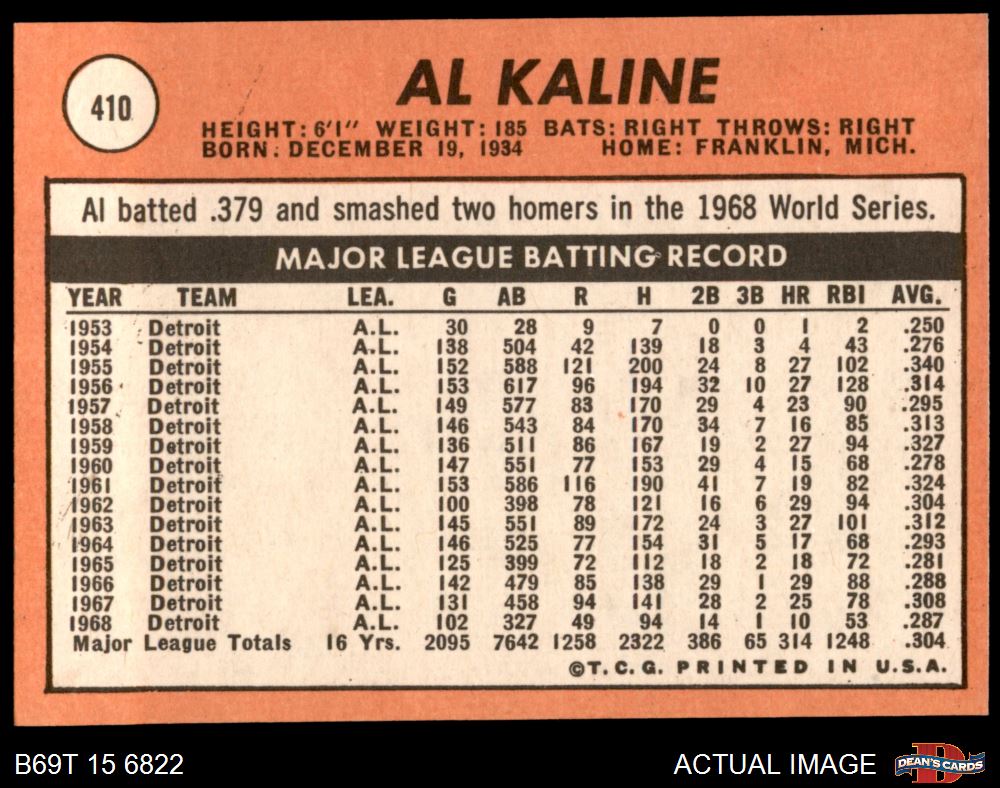 410
AL KALINE
HEIGHT: 6'1" WEIGHT: 185 BATS: RIGHT THROWS: RIGHT
BORN: DECEMBER 19, 1934 HOME: FRANKLIN, MICH.
Al batted .379 and smashed two homers in the 1968 World Series.
MAJOR LEAGUE BATTING RECORD
YEAR TEAM LEA. G AB R H 2B 3B HR RBI AVG.
1953 Detroit A.L. 30 28 9 7 0 0 1 2 .250
1954 Detroit A.L. 138 504 42 139 18 3 4 43 .276
1955 Detroit A.L. 152 588 121 200 24 8 27 102 .340
1956 Detroit A.L. 153 617 96 194 32 10 27 128 .314
1957 Detroit A.L. 149 577 83 170 29 4 23 90 .295
1958 Detroit A.L. 146 543 84 170 34 7 16 85 .313
1959 Detroit A.L. 136 511 86 167 19 2 27 94 .327
1960 Detroit A.L. 147 551 77 153 29 4 15 68 .278
1961 Detroit A.L. 153 586 116 190 41 7 19 82 .324
1962 Detroit A.L. 100 398 78 121 16 6 29 94 .304
1963 Detroit A.L. 145 551 89 172 24 3 27 101 .312
1964 Detroit A.L. 146 525 77 154 31 5 17 68 .293
1965 Detroit A.L. 125 399 72 112 18 2 18 72 .281
1966 Detroit A.L. 142 479 85 138 29 1 29 88 .288
1967 Detroit A.L. 131 458 94 141 28 2 25 78 .308
1968 Detroit A.L. 102 327 49 94 14 1 10 53 .287
Major League Totals 16 Yrs. 2095 7642 1258 2322 386 65 314 1248 .304
©T.C.G. PRINTED IN U.S.A.
B69T 15 6822 ACTUAL IMAGE DEAN'S CARDS